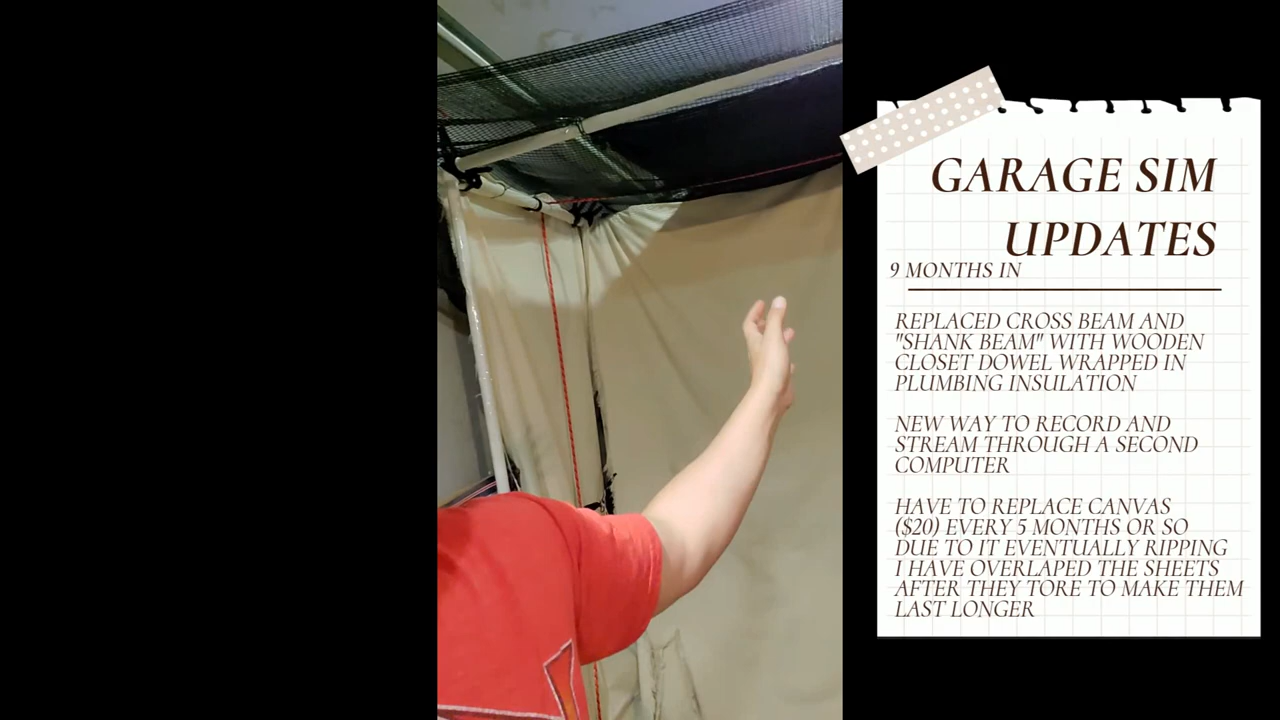 GARAGE SIM
UPDATES
9 MONTHS IN
REPLACED CROSS BEAM AND
"SHANK BEAM" WITH WOODEN
CLOSET DOWEL WRAPPED IN
PLUMBING INSULATION
NEW WAY TO RECORD AND
STREAM THROUGH A SECOND
COMPUTER
HAVE TO REPLACE CANVAS
($20) EVERY 5 MONTHS OR SO
DUE TO IT EVENTUALLY RIPPING
I HAVE OVERLAPED THE SHEETS
AFTER THEY TORE TO MAKE THEM
LAST LONGER